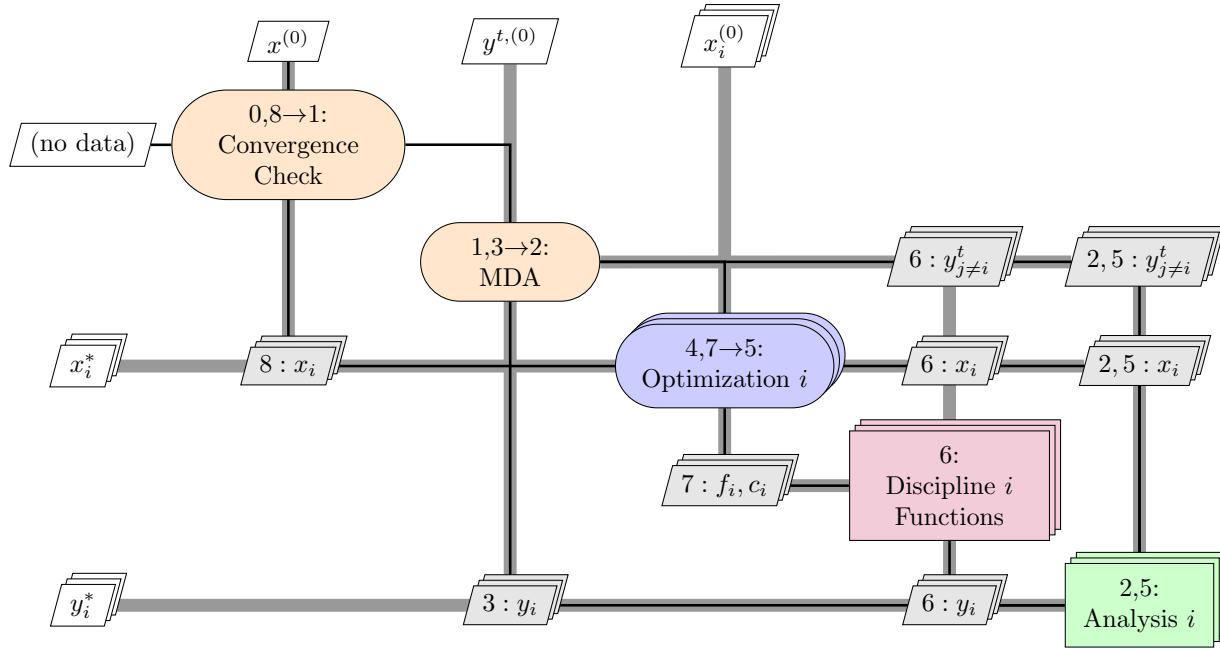 x^{(0)}
y^{t,(0)}
x_i^{(0)}
(no data)
0,8→1:
Convergence
Check
1,3→2:
MDA
6 : y^t_{j≠i}
2, 5 : y^t_{j≠i}
x_i^*
8 : x_i
4,7→5:
Optimization i
6 : x_i
2, 5 : x_i
7 : f_i, c_i
6:
Discipline i
Functions
y_i^*
3 : y_i
6 : y_i
2,5:
Analysis i